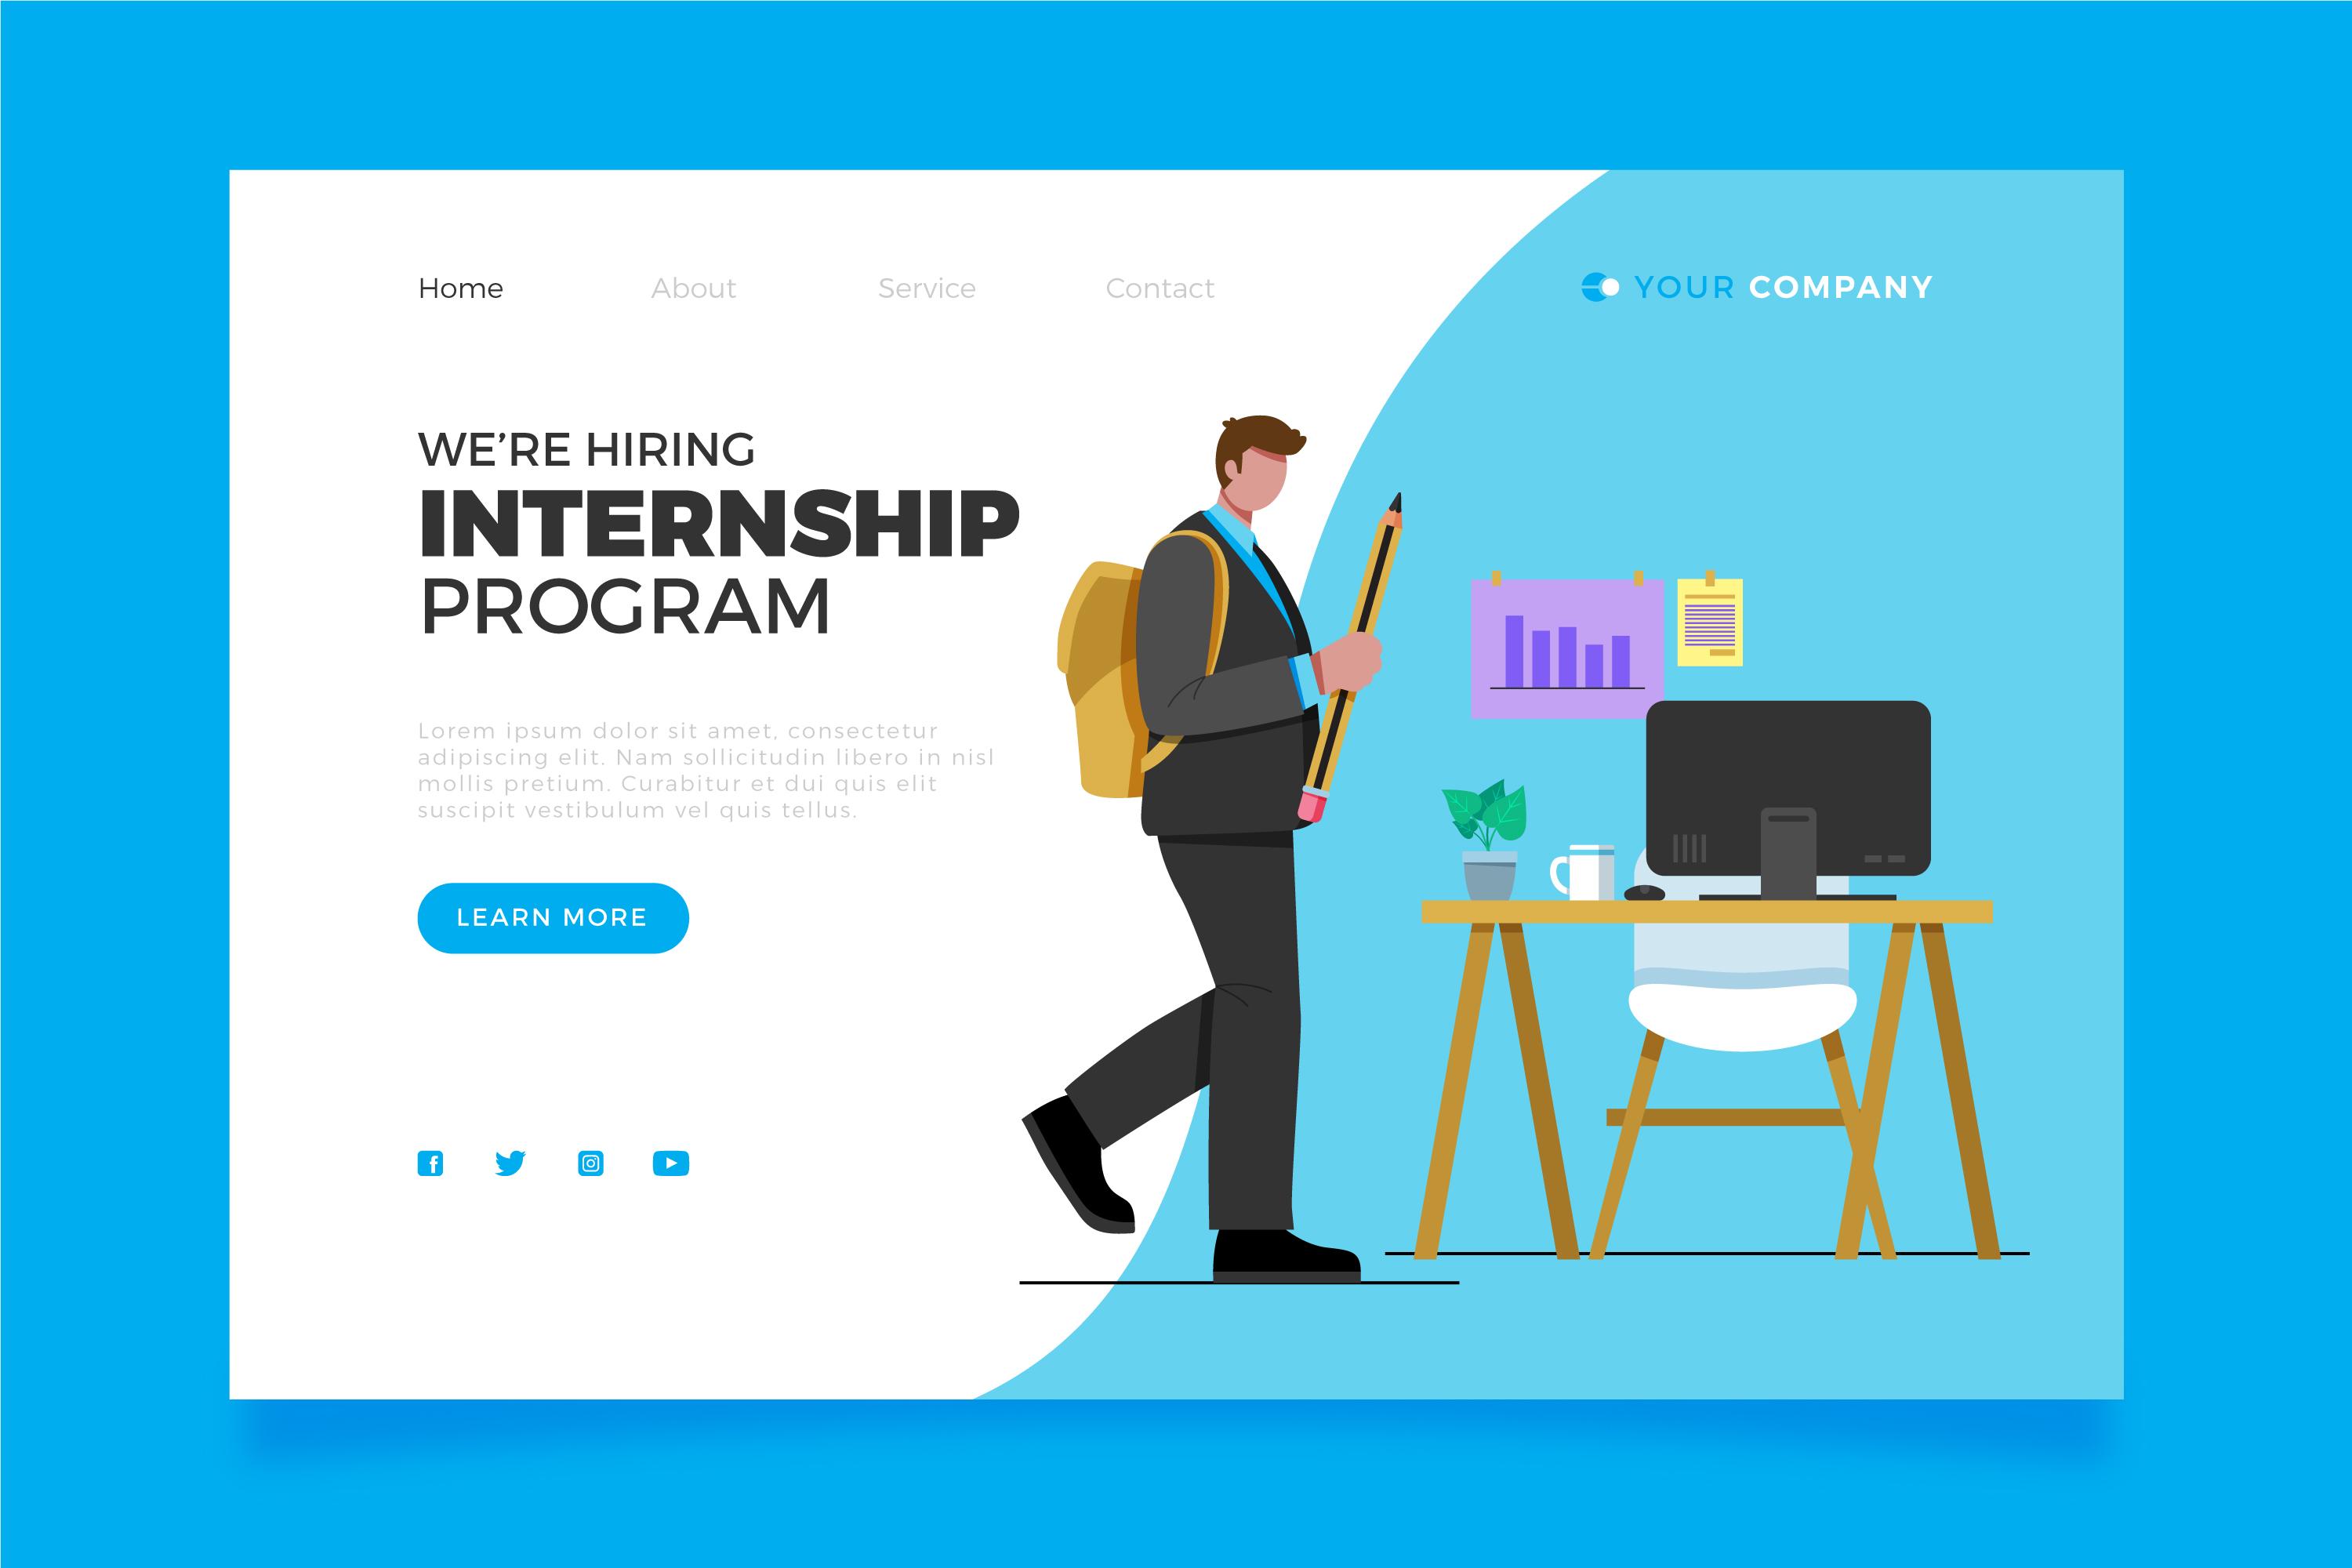 Home About Service Contact YOUR COMPANY
WE’RE HIRING
INTERNSHIP
PROGRAM
Lorem ipsum dolor sit amet, consectetur
adipiscing elit. Nam sollicitudin libero in nisl
mollis pretium. Curabitur et dui quis elit
suscipit vestibulum vel quis tellus.
LEARN MORE